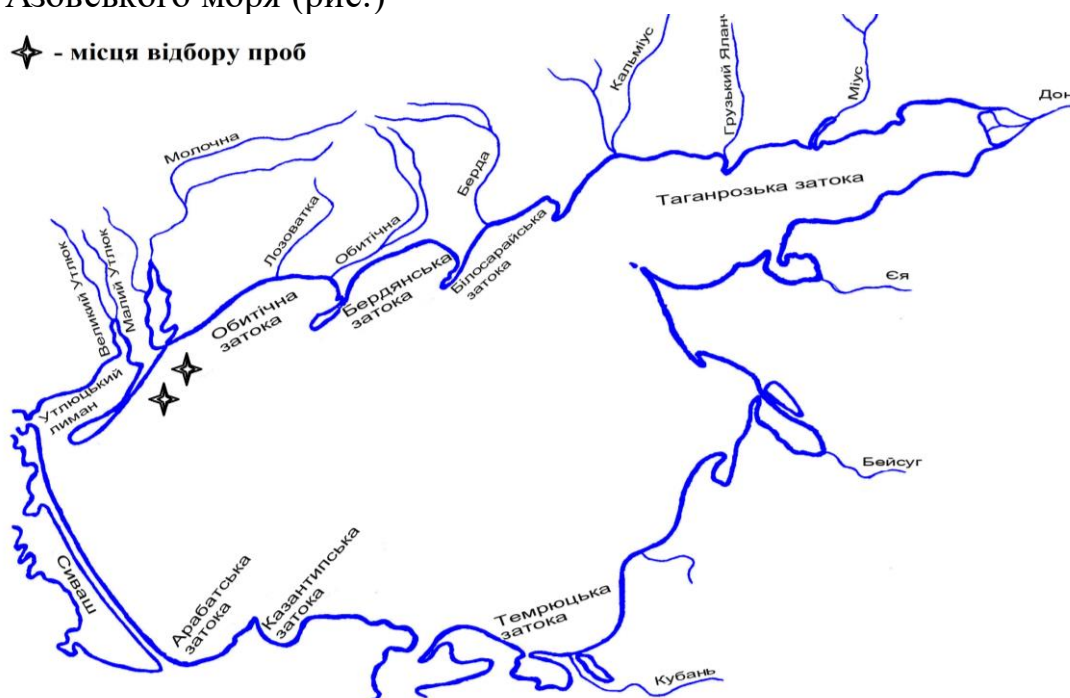 Азовського моря (рис.)
- місця відбору проб
Кальміус
Грузький Яланч
Міус
Дон
Молочна
Берда
Таганрозька затока
Лозоватка
Обитічна
Білосарайська
затока
Великий Утлюк
Малий Утлюк
Єя
Обитічна
затока
Бердянська
затока
Утлюцький
лиман
Бейсуг
Сиваш
Арабатська
затока
Казантипська
затока
Темрюцька
затока
Кубань